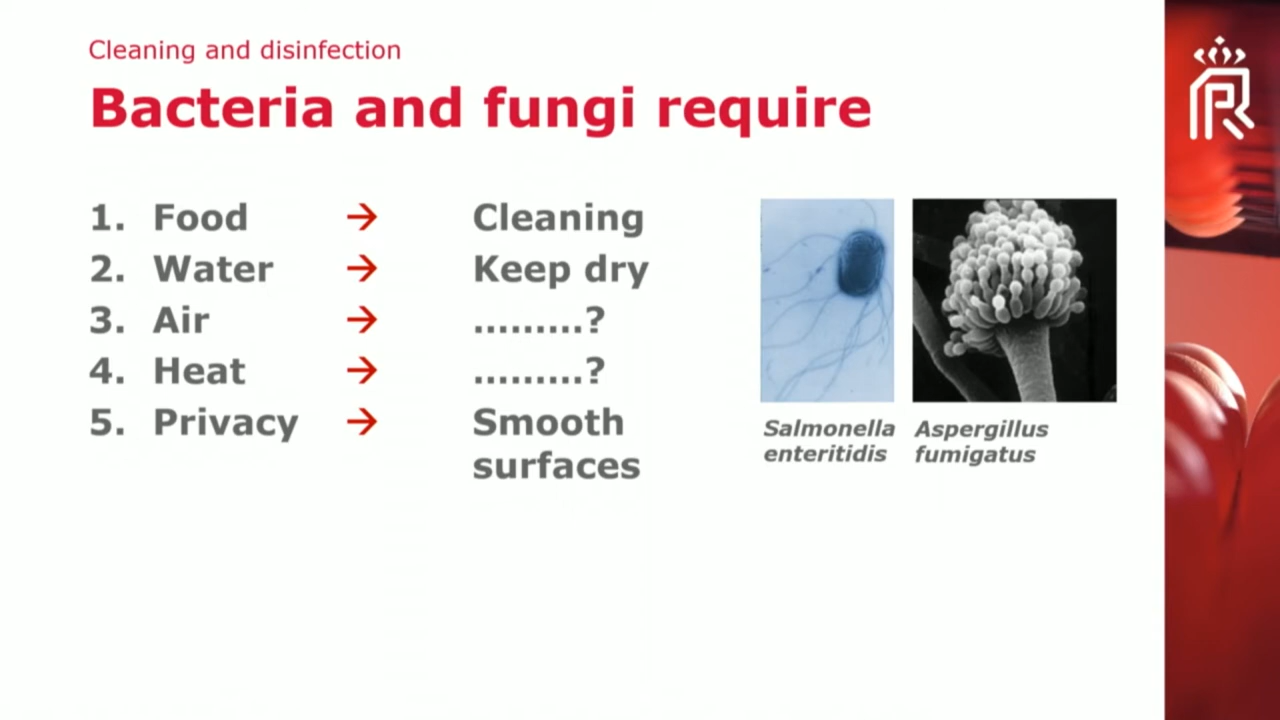 Cleaning and disinfection
Bacteria and fungi require
1. Food → Cleaning
2. Water → Keep dry
3. Air → .........?
4. Heat → .........?
5. Privacy → Smooth
surfaces
Salmonella
enteritidis
Aspergillus
fumigatus